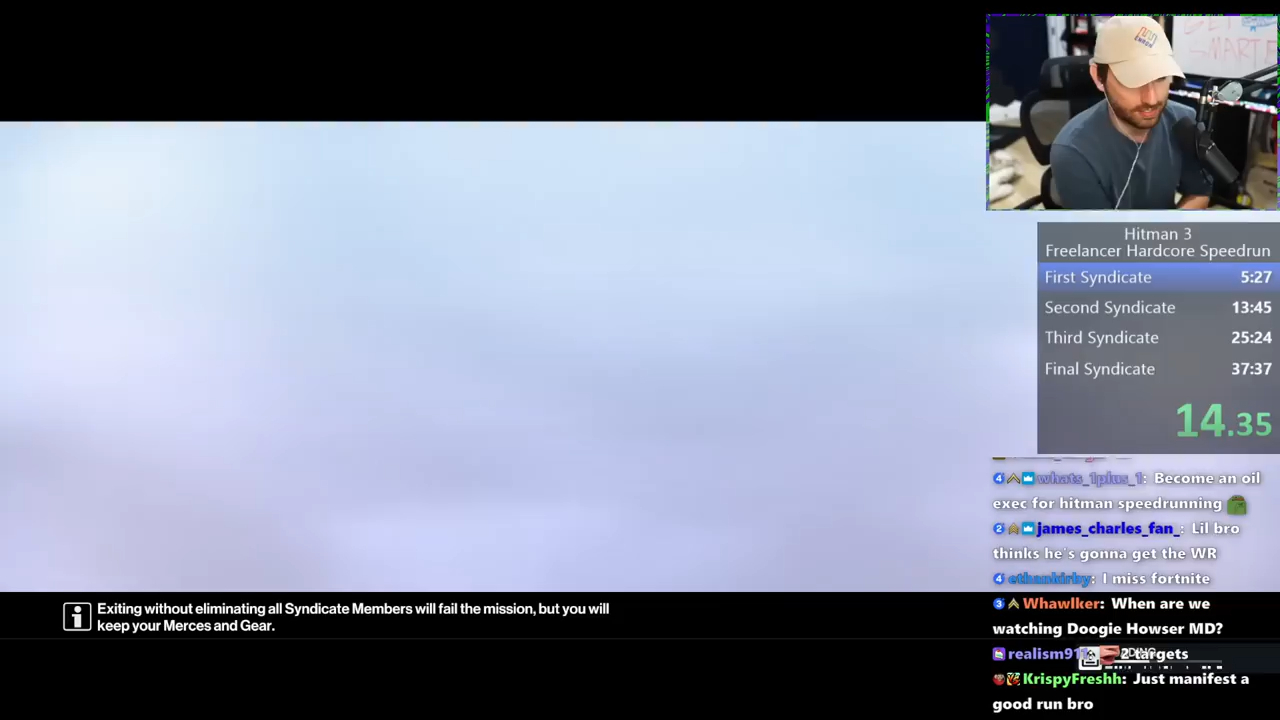 Hitman 3
Freelancer Hardcore Speedrun
First Syndicate 5:27
Second Syndicate 13:45
Third Syndicate 25:24
Final Syndicate 37:37
14.35
whats_1plus_1: Become an oil
exec for hitman speedrunning
james_charles_fan_: Lil bro
thinks he's gonna get the WR
ethankirby: I miss fortnite
Whawlker: When are we
watching Doogie Howser MD?
2 targets
KrispyFreshh: Just manifest a
good run bro
Exiting without eliminating all Syndicate Members will fail the mission, but you will
keep your Merces and Gear.